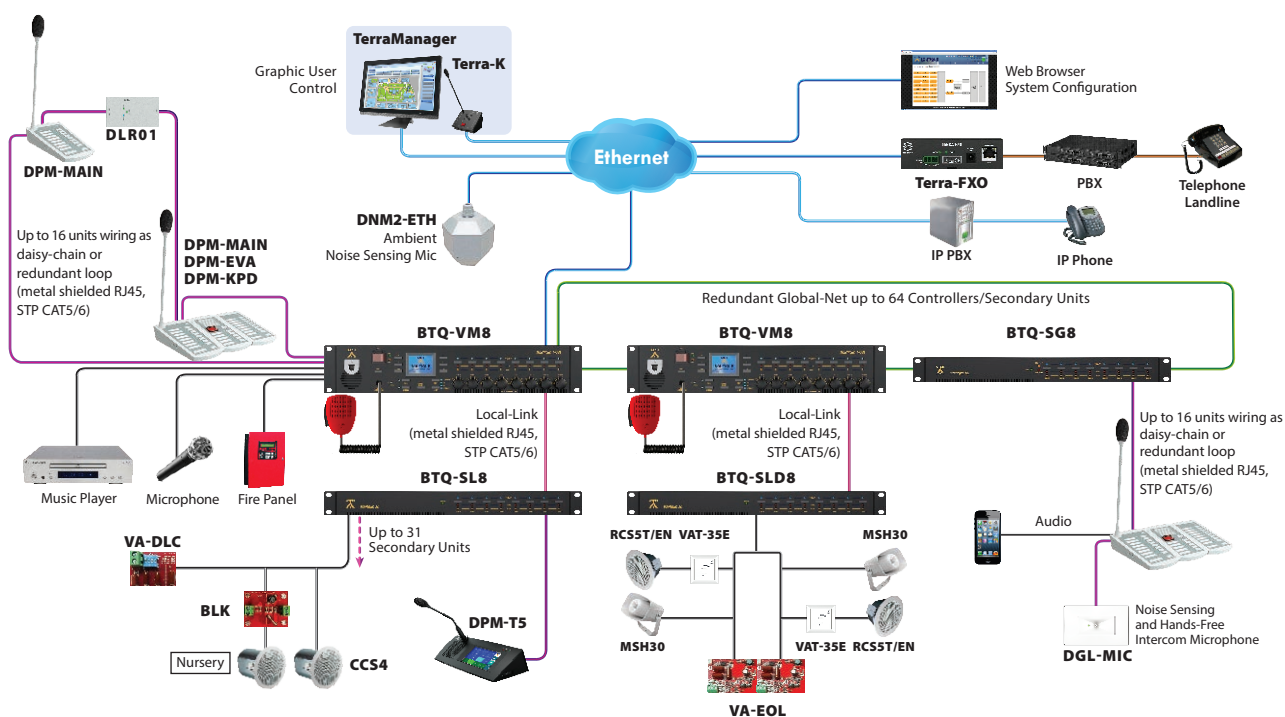 TerraManager
Terra-K
Graphic User
Control
Web Browser
System Configuration
DLR01
DPM-MAIN
Ethernet
Terra-FXO
PBX
Telephone
Landline
DNM2-ETH
Ambient
Noise Sensing Mic
IP PBX
IP Phone
Up to 16 units wiring as
daisy-chain or
redundant loop
(metal shielded RJ45,
STP CAT5/6)
DPM-MAIN
DPM-EVA
DPM-KPD
Redundant Global-Net up to 64 Controllers/Secondary Units
BTQ-VM8
BTQ-VM8
BTQ-SG8
Local-Link
(metal shielded RJ45,
STP CAT5/6)
Local-Link
(metal shielded RJ45,
STP CAT5/6)
Up to 16 units wiring as
daisy-chain or
redundant loop
(metal shielded RJ45,
STP CAT5/6)
Music Player
Microphone
Fire Panel
BTQ-SL8
BTQ-SLD8
Up to 31
Secondary Units
VA-DLC
RCS5T/EN
VAT-35E
MSH30
Audio
BLK
DPM-T5
MSH30
VAT-35E
RCS5T/EN
Nursery
CCS4
Noise Sensing
and Hands-Free
Intercom Microphone
DGL-MIC
VA-EOL